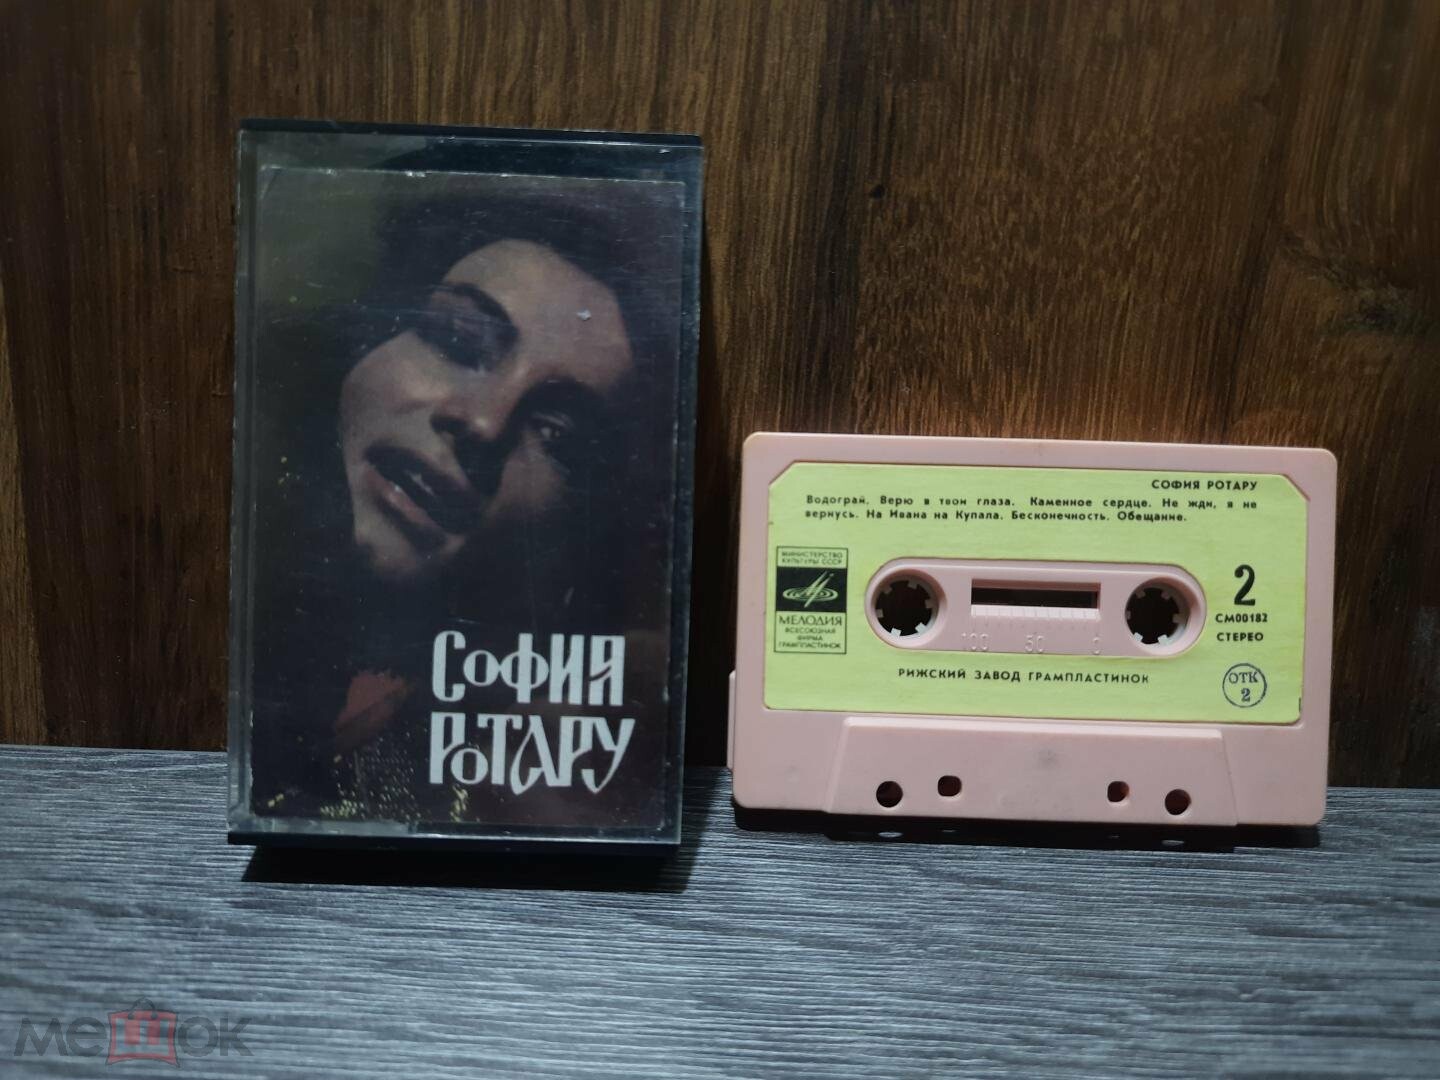 София
Ротару
СОФИЯ РОТАРУ
Водограй. Верю в твои глаза. Каменное сердце. Не жди, я не
вернусь. На Ивана на Купала. Бесконечность. Обещание.
МИНИСТЕРСТВО
КУЛЬТУРЫ СССР
МЕЛОДИЯ
ВСЕСОЮЗНАЯ
ФИРМА
ГРАМПЛАСТИНОК
2
СМ00182
СТЕРЕО
100 50 0
РИЖСКИЙ ЗАВОД ГРАМПЛАСТИНОК
ОТК
2
мешок